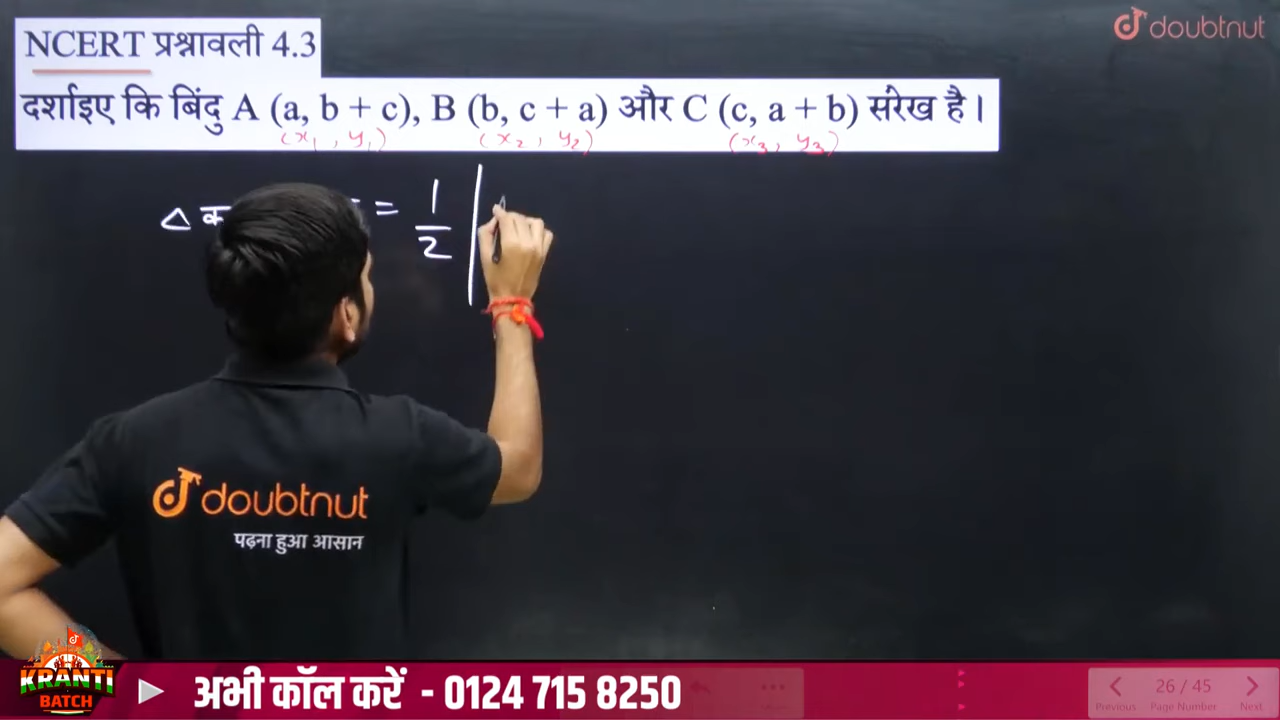 NCERT प्रश्नावली 4.3
doubtnut
दर्शाइए कि बिंदु A (a, b + c), B (b, c + a) और C (c, a + b) संरेख है।
(x₁, y₁) (x₂, y₂) (x₃, y₃)
Δ = 1/2 |
doubtnut
पढ़ना हुआ आसान
KRANTI
BATCH
अभी कॉल करें - 0124 715 8250
26 / 45
Previous Page Number Next